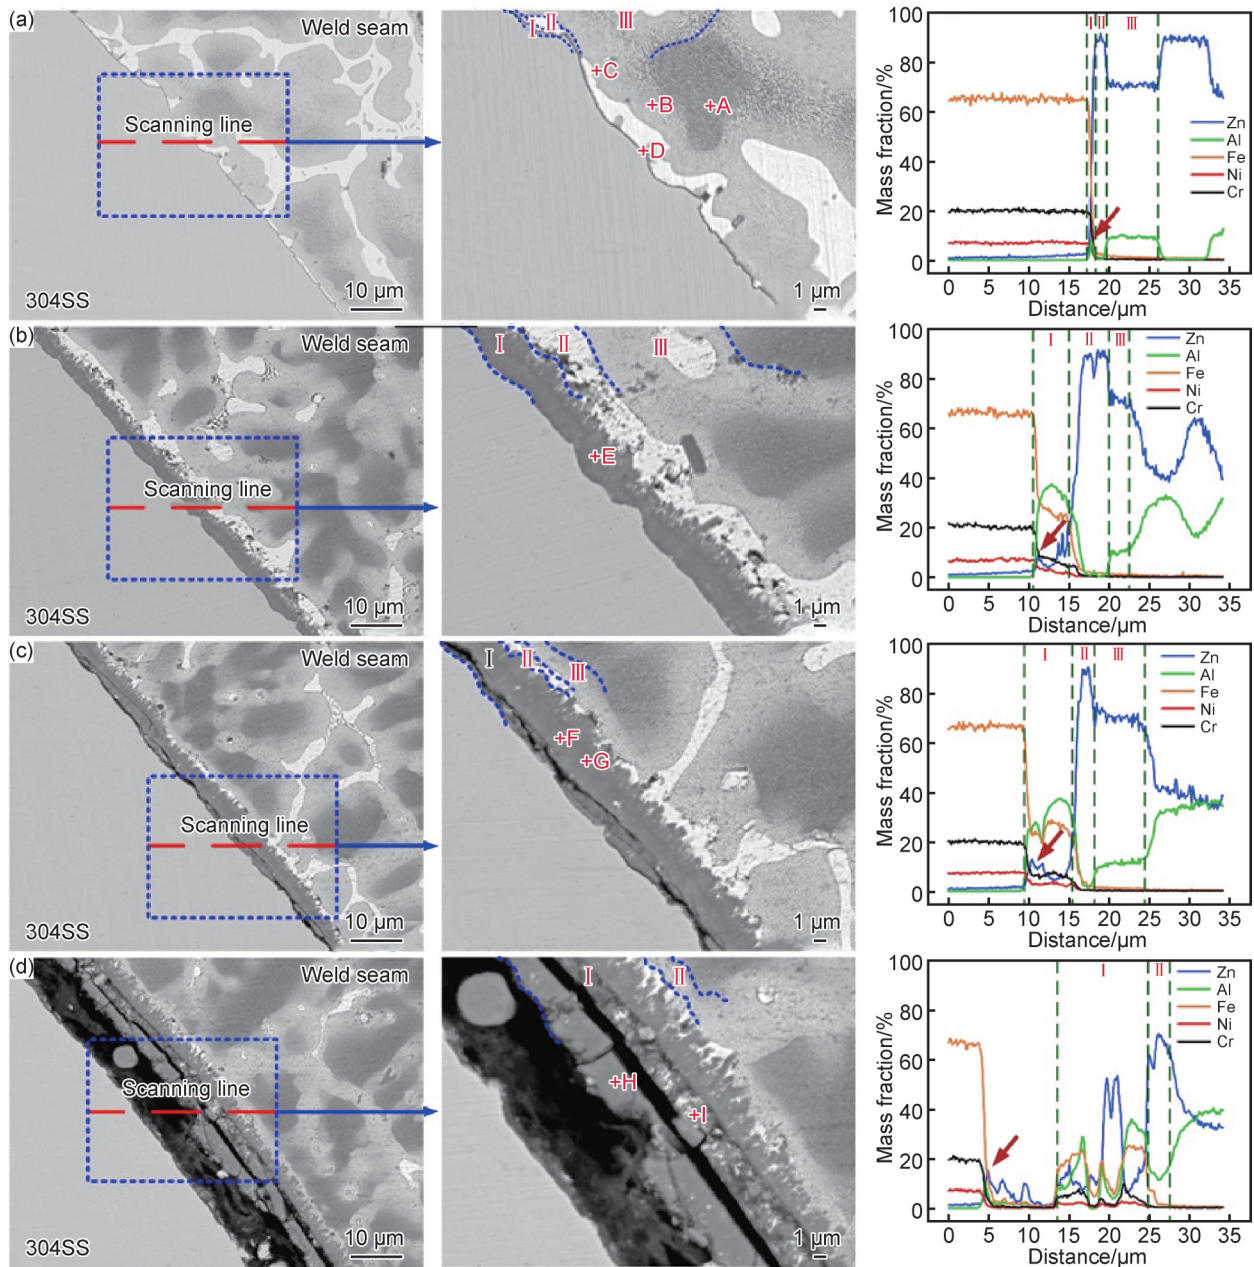 (a)
Weld seam
Scanning line
10 μm
304SS
Ⅰ Ⅱ Ⅲ
+C
+B +A
+D
1 μm
100
80
60
40
20
0
Mass fraction/%
Ⅰ Ⅱ Ⅲ
Zn
Al
Fe
Ni
Cr
0 5 10 15 20 25 30 35
Distance/μm
(b)
Weld seam
Scanning line
10 μm
304SS
Ⅰ Ⅱ Ⅲ
+E
1 μm
100
80
60
40
20
0
Mass fraction/%
Ⅰ Ⅱ Ⅲ
Zn
Al
Fe
Ni
Cr
0 5 10 15 20 25 30 35
Distance/μm
(c)
Weld seam
Scanning line
10 μm
304SS
Ⅰ Ⅱ Ⅲ
+F
+G
1 μm
100
80
60
40
20
0
Mass fraction/%
Ⅰ Ⅱ Ⅲ
Zn
Al
Fe
Ni
Cr
0 5 10 15 20 25 30 35
Distance/μm
(d)
Weld seam
Scanning line
10 μm
304SS
Ⅰ Ⅱ
+H
+I
1 μm
100
80
60
40
20
0
Mass fraction/%
Ⅰ Ⅱ
Zn
Al
Fe
Ni
Cr
0 5 10 15 20 25 30 35
Distance/μm